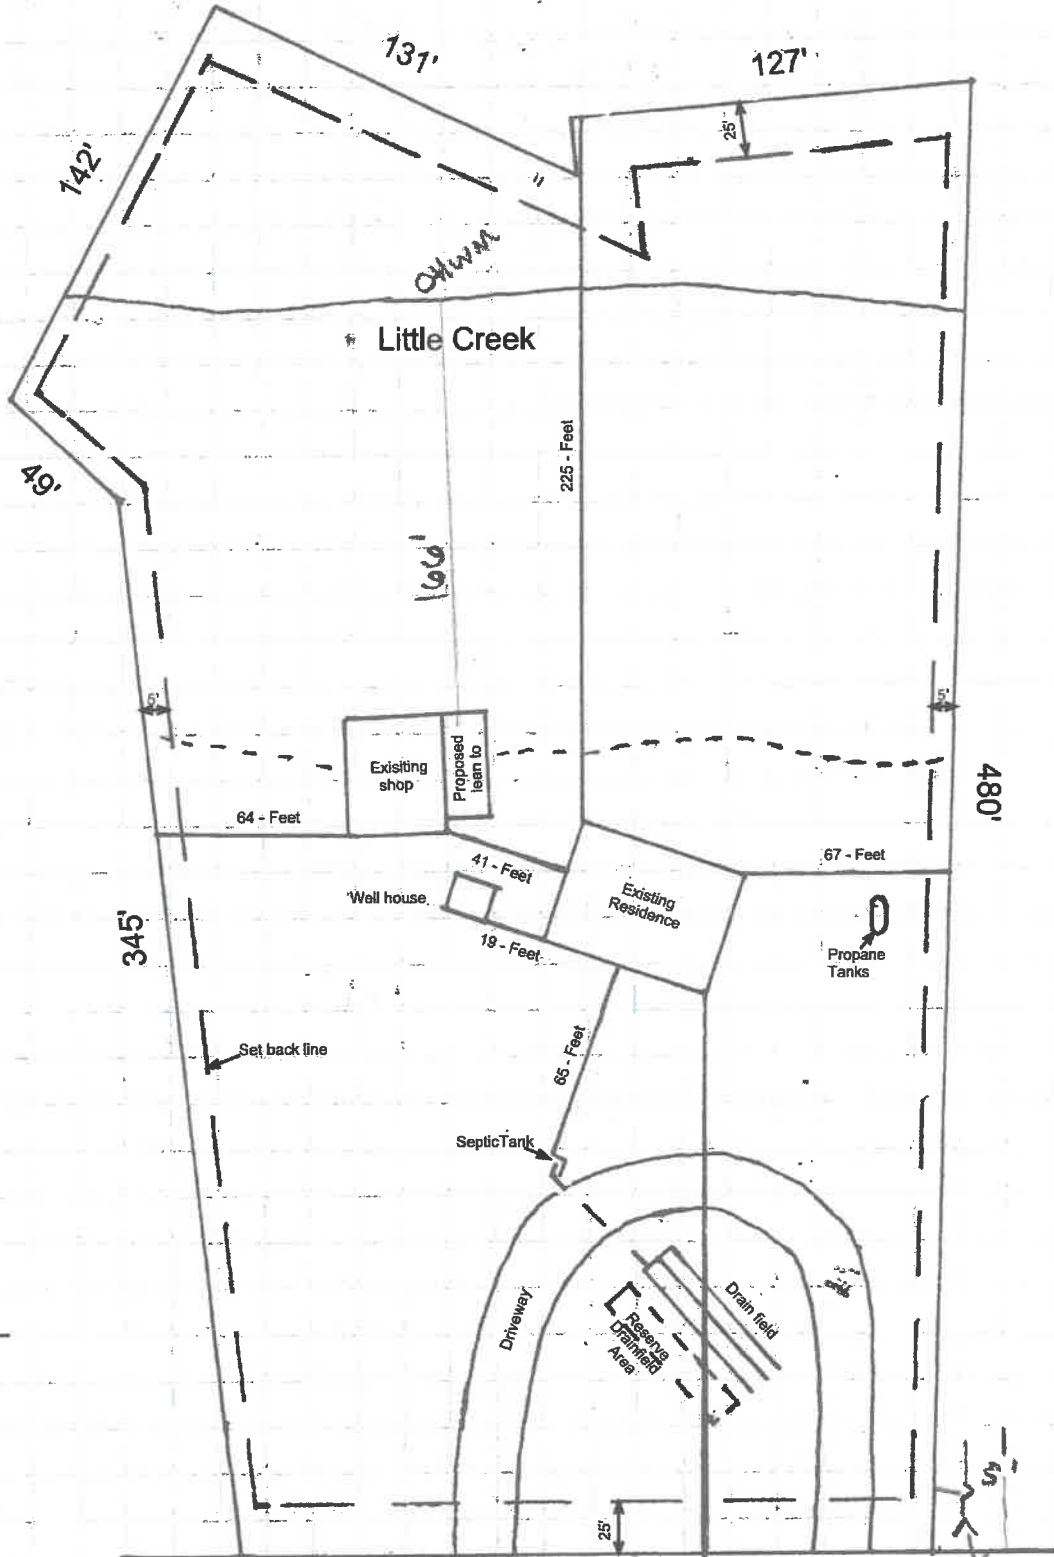 131'
127'
25'
142'
OHWM
Little Creek
49'
225 - Feet
166'
5'
5'
Exisiting
shop
Proposed
lean to
480'
64 - Feet
67 - Feet
41 - Feet
Existing
Residence
Well house
19 - Feet
Propane
Tanks
345'
Set back line
65 - Feet
SepticTank
Driveway
Drain field
Reserve
Drainfield
Area
25'